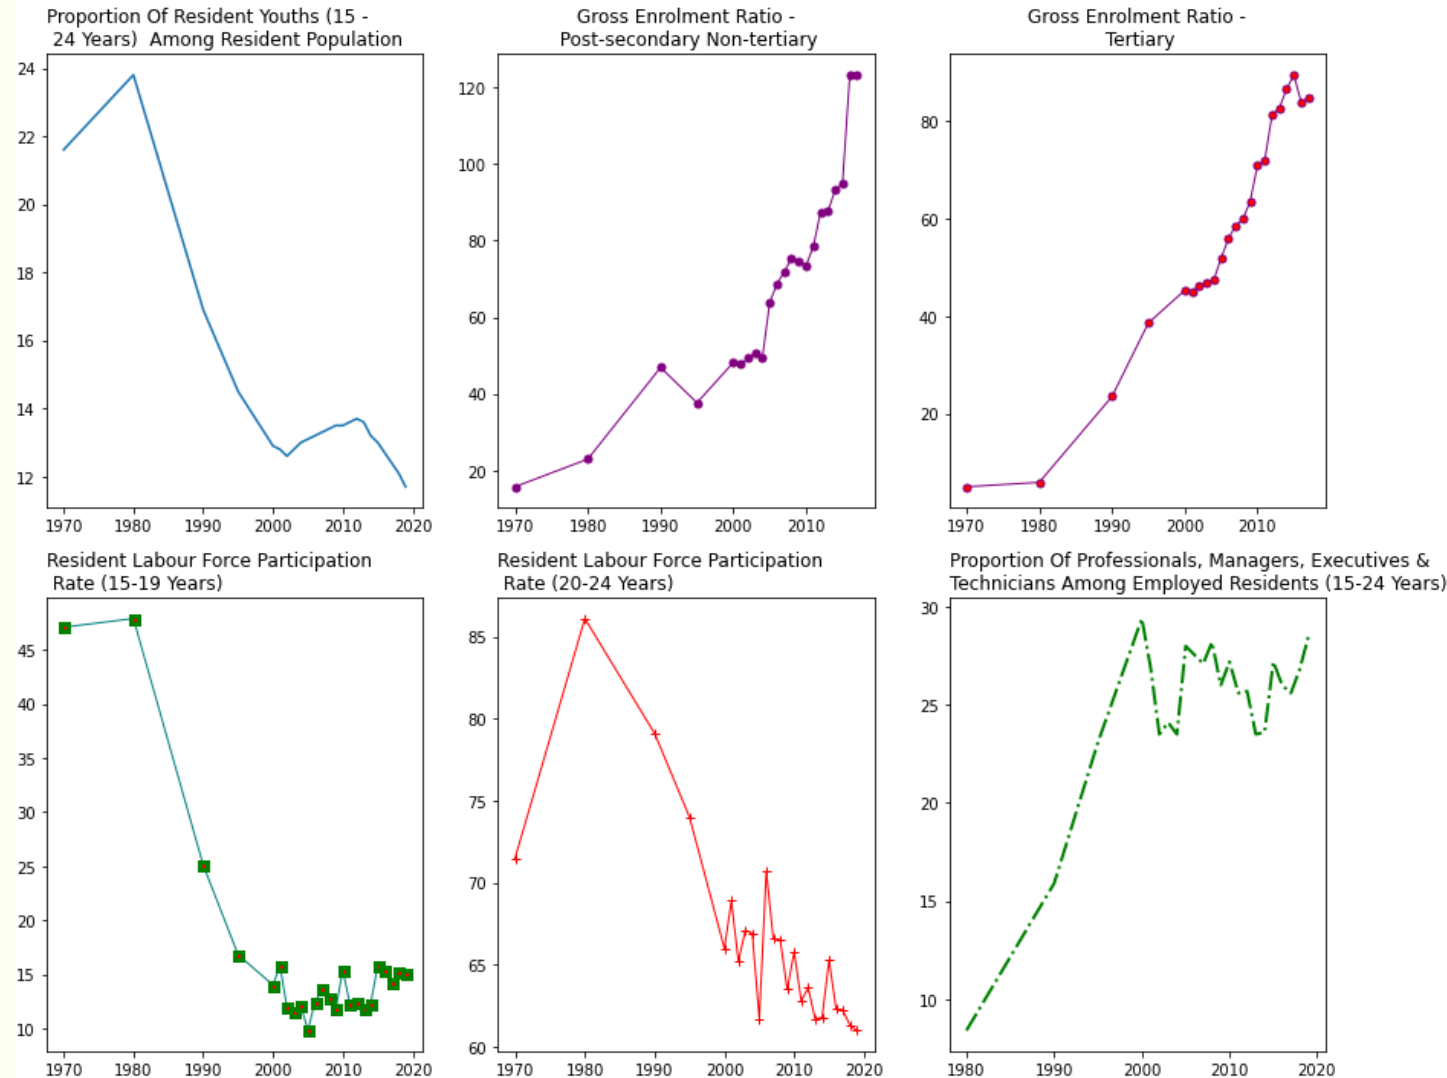 Proportion Of Resident Youths (15 -
24 Years)  Among Resident Population
24
22
20
18
16
14
12
1970 1980 1990 2000 2010 2020
Gross Enrolment Ratio -
Post-secondary Non-tertiary
120
100
80
60
40
20
1970 1980 1990 2000 2010
Gross Enrolment Ratio -
Tertiary
80
60
40
20
1970 1980 1990 2000 2010
Resident Labour Force Participation
Rate (15-19 Years)
45
40
35
30
25
20
15
10
1970 1980 1990 2000 2010 2020
Resident Labour Force Participation
Rate (20-24 Years)
85
80
75
70
65
60
1970 1980 1990 2000 2010 2020
Proportion Of Professionals, Managers, Executives &
Technicians Among Employed Residents (15-24 Years)
30
25
20
15
10
1980 1990 2000 2010 2020